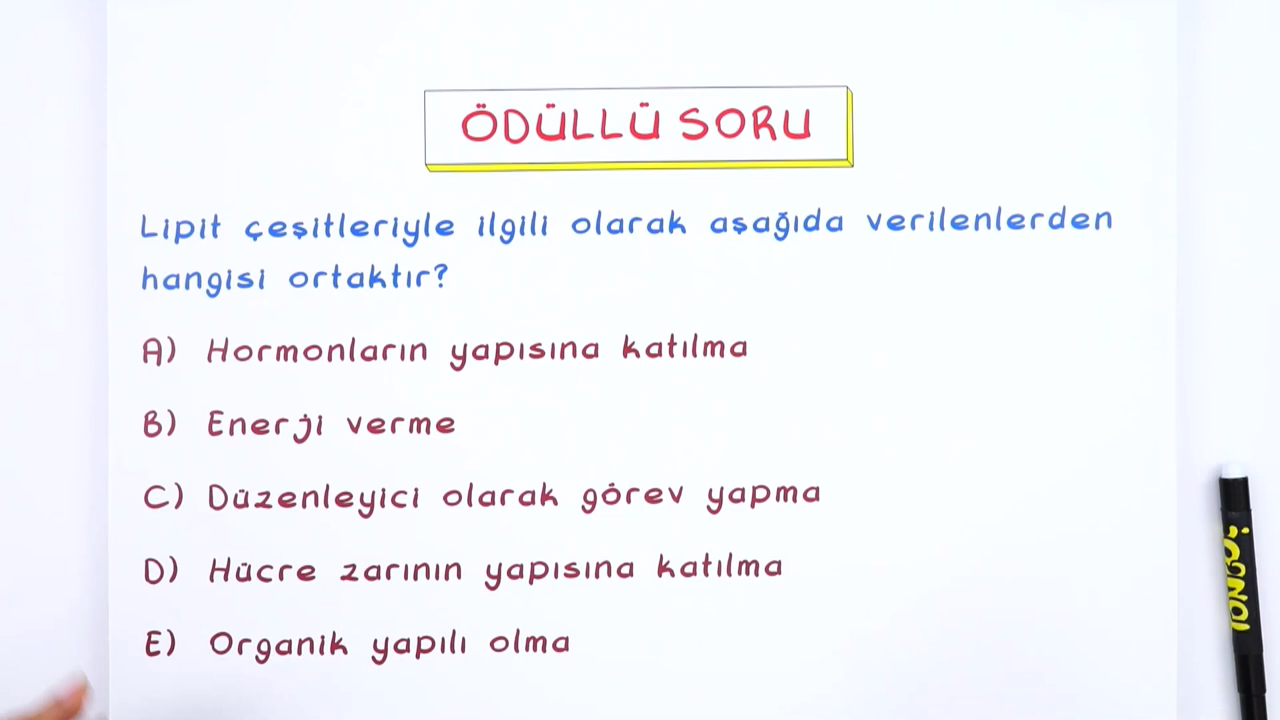 ÖDÜLLÜ SORU
Lipit çeşitleriyle ilgili olarak aşağıda verilenlerden
hangisi ortaktır?
A) Hormonların yapısına katılma
B) Enerji verme
C) Düzenleyici olarak görev yapma
D) Hücre zarının yapısına katılma
E) Organik yapılı olma